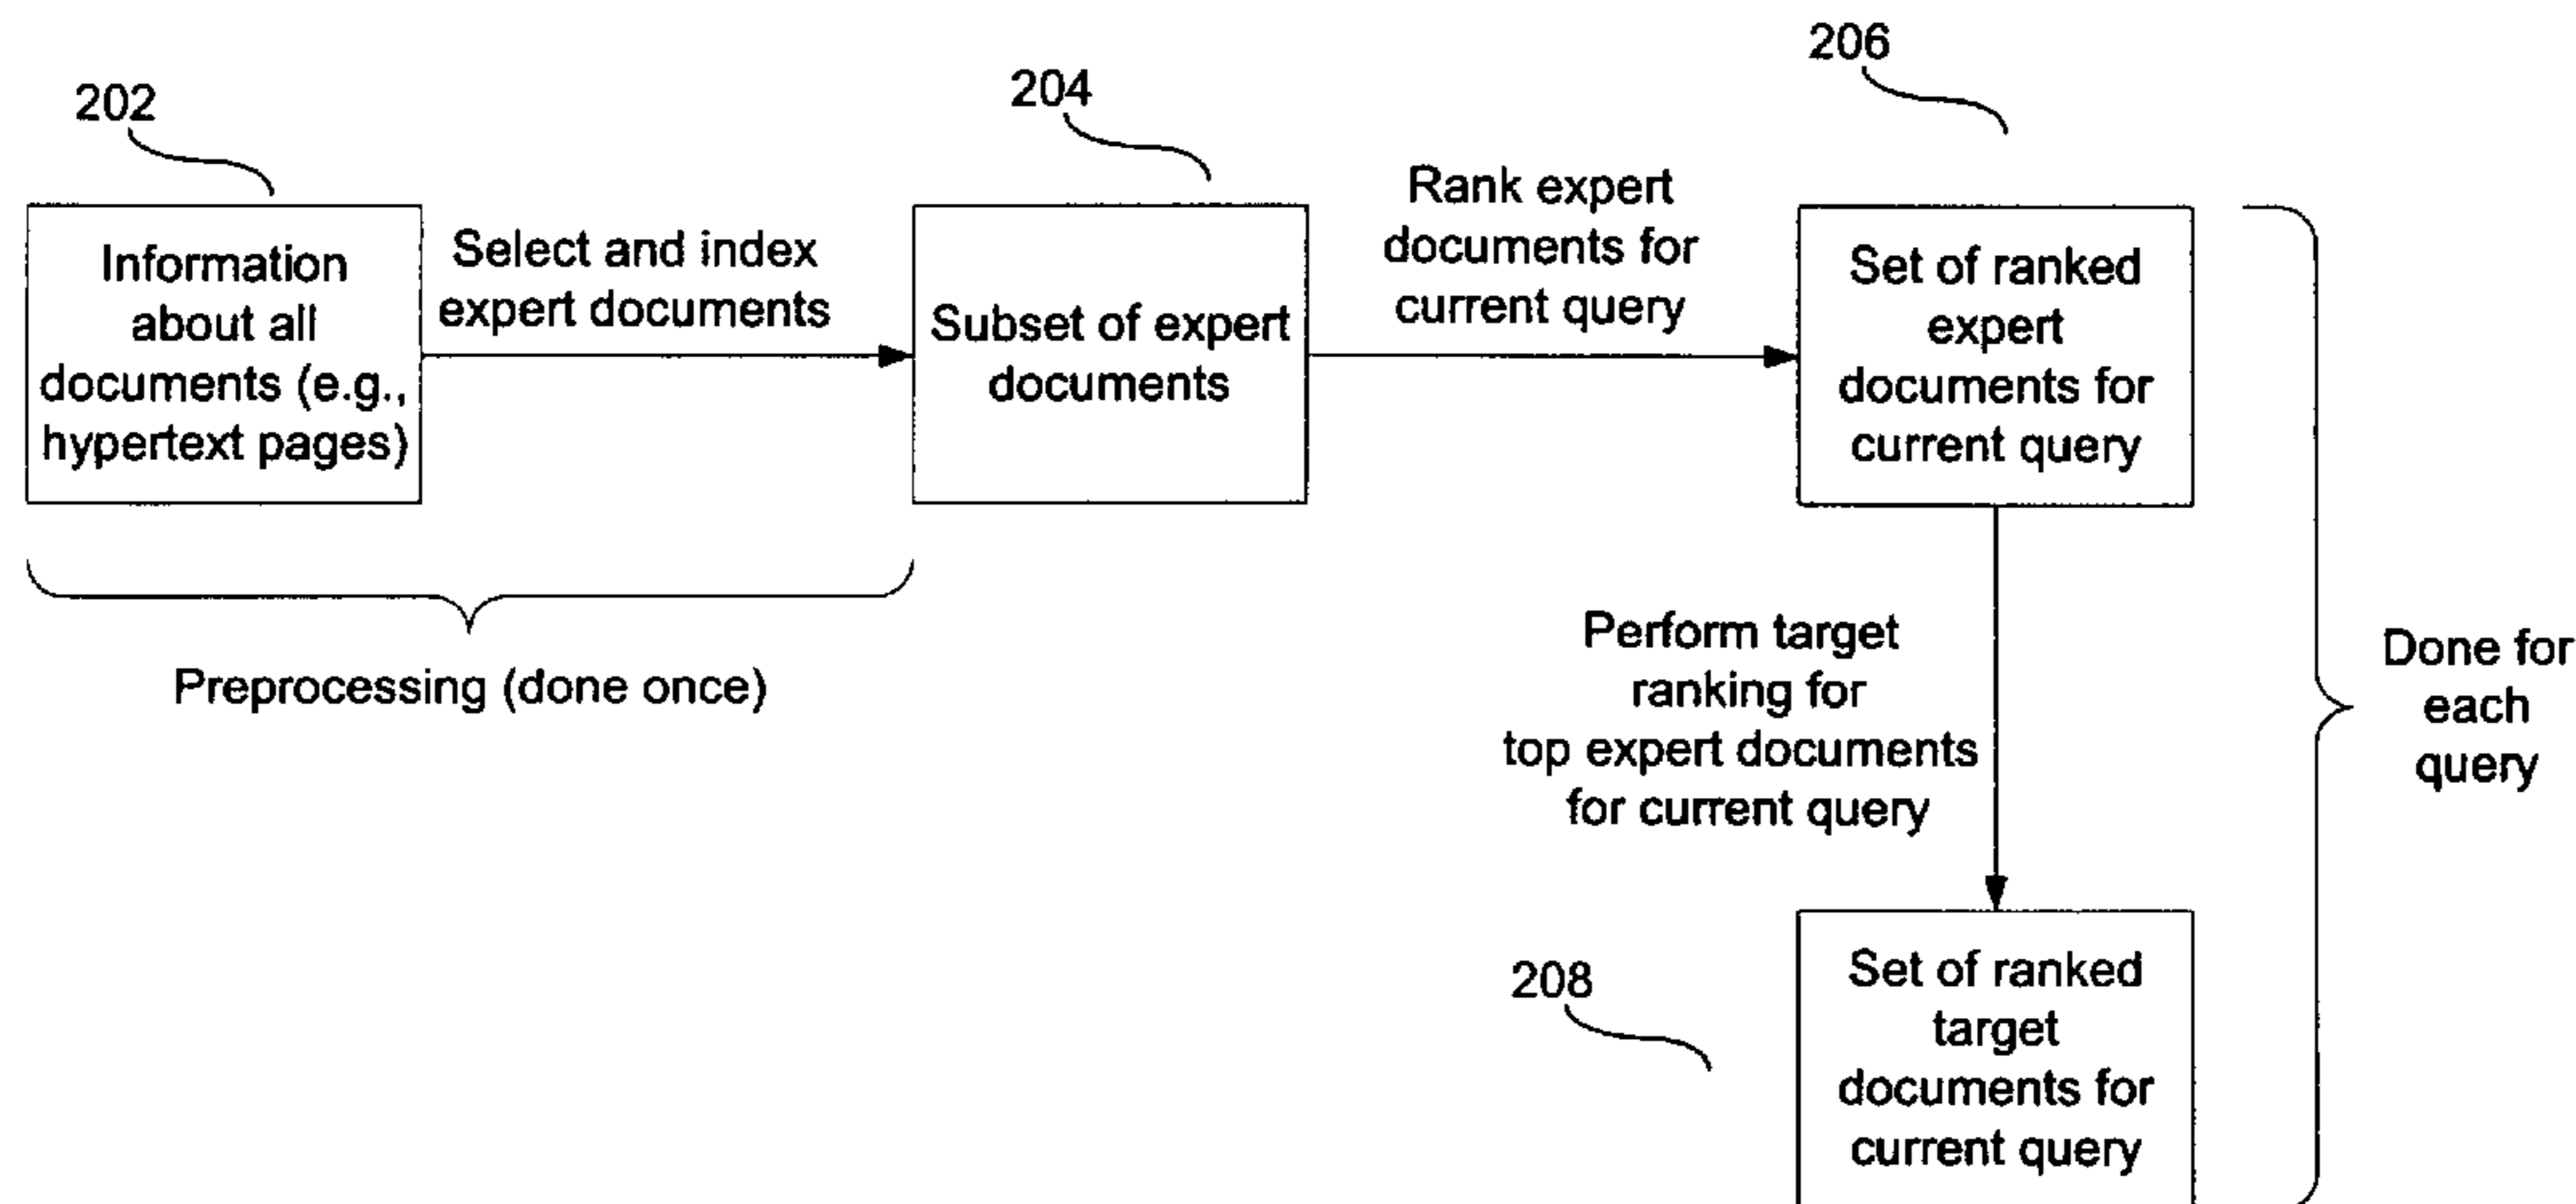 202
Information
about all
documents (e.g.,
hypertext pages)
Select and index
expert documents
204
Subset of expert
documents
Rank expert
documents for
current query
206
Set of ranked
expert
documents for
current query
Preprocessing (done once)
Perform target
ranking for
top expert documents
for current query
Done for
each
query
208
Set of ranked
target
documents for
current query